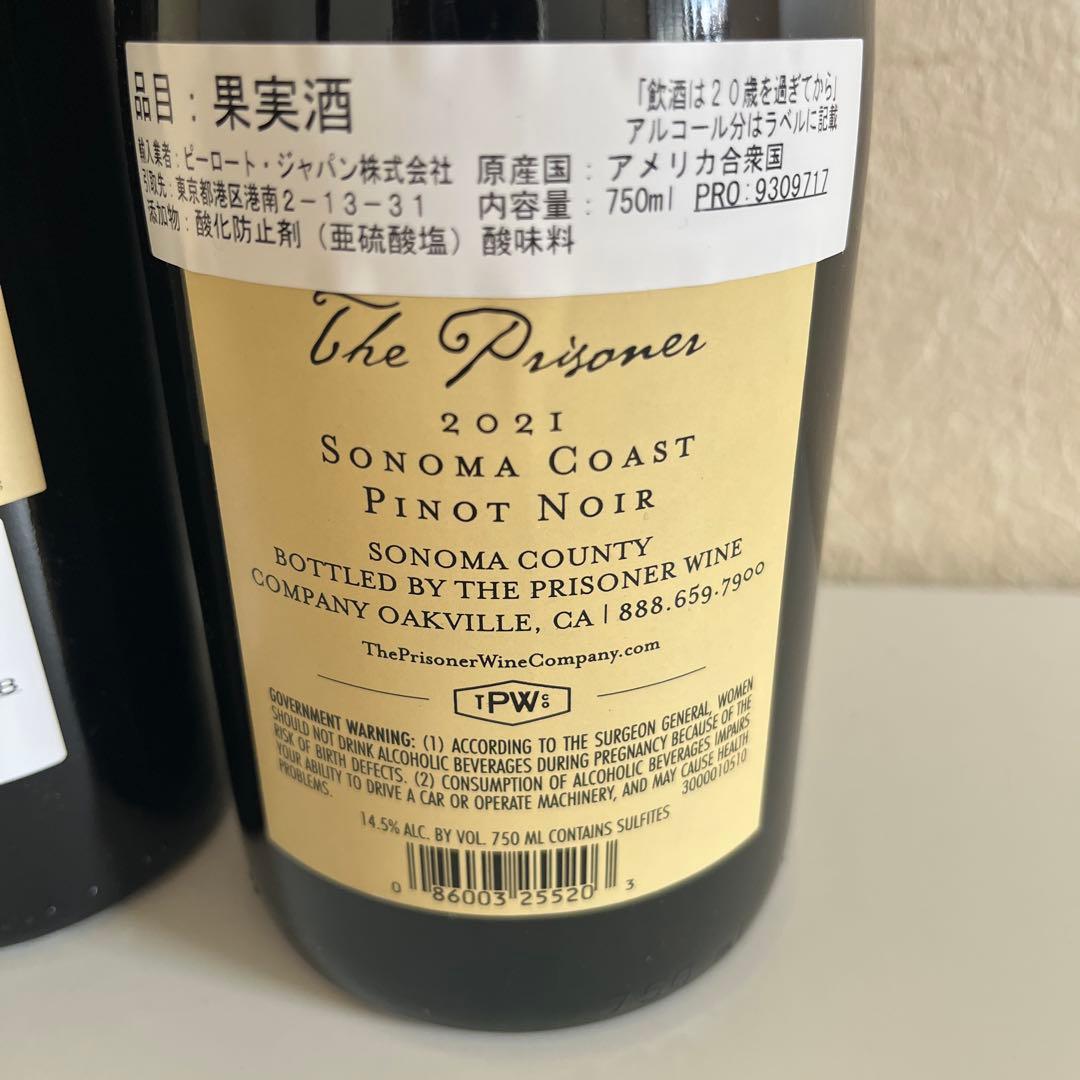 品目：果実酒
「飲酒は２０歳を過ぎてから」
アルコール分はラベルに記載
輸入業者：ピーロート・ジャパン株式会社 原産国：アメリカ合衆国
引取先：東京都港区港南２－１３－３１ 内容量：750ml PRO:9309717
添加物：酸化防止剤（亜硫酸塩）酸味料
The Prisoner
2021
SONOMA COAST
PINOT NOIR
SONOMA COUNTY
BOTTLED BY THE PRISONER WINE
COMPANY OAKVILLE, CA | 888.659.7900
ThePrisonerWineCompany.com
TPWCO
GOVERNMENT WARNING: (1) ACCORDING TO THE SURGEON GENERAL, WOMEN
SHOULD NOT DRINK ALCOHOLIC BEVERAGES DURING PREGNANCY BECAUSE OF THE
RISK OF BIRTH DEFECTS. (2) CONSUMPTION OF ALCOHOLIC BEVERAGES IMPAIRS
YOUR ABILITY TO DRIVE A CAR OR OPERATE MACHINERY, AND MAY CAUSE HEALTH
PROBLEMS. 3000010510
14.5% ALC. BY VOL. 750 ML CONTAINS SULFITES
0 86003 25520 3